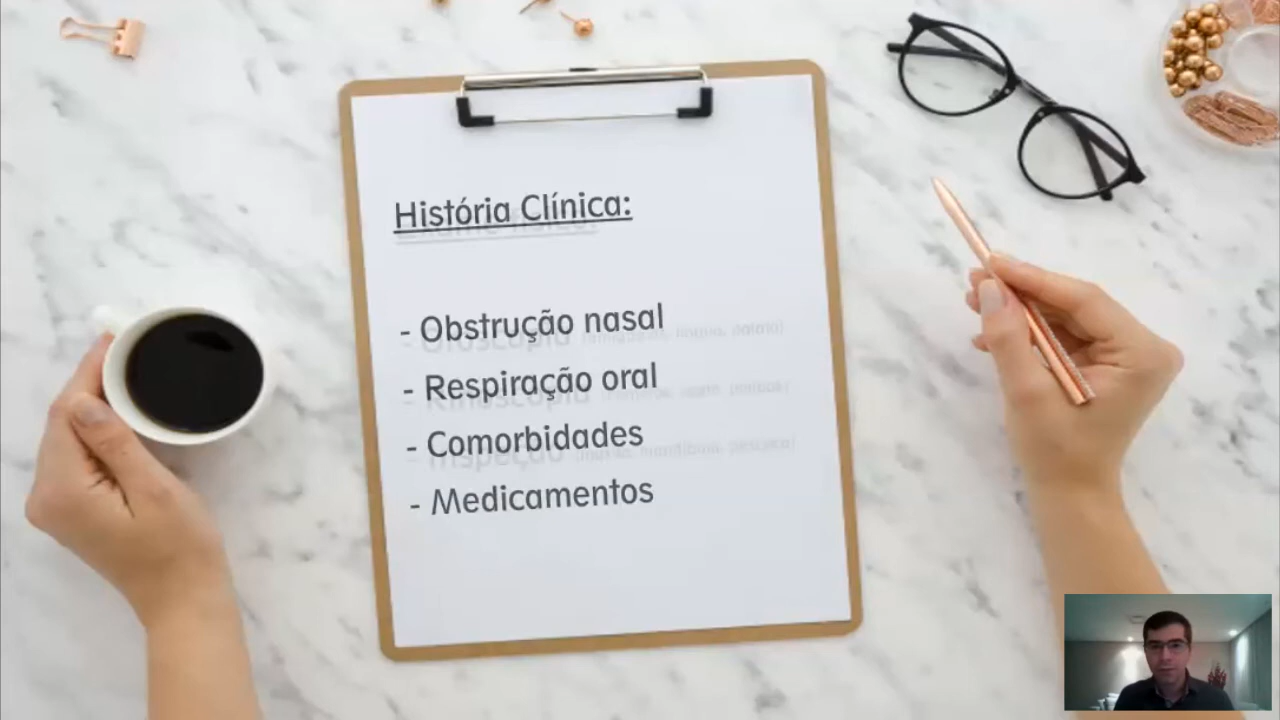 História Clínica:
- Obstrução nasal
- Respiração oral
- Comorbidades
- Medicamentos